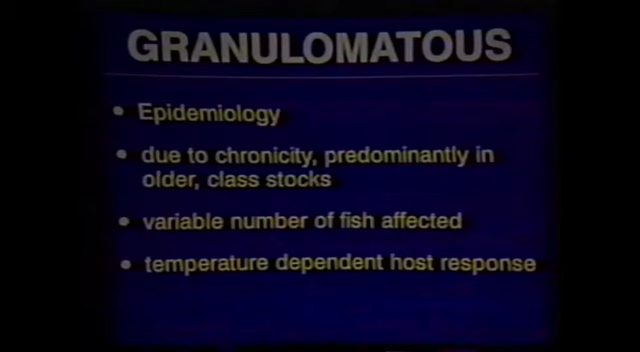 GRANULOMATOUS
• Epidemiology
• due to chronicity, predominantly in
older, class stocks
• variable number of fish affected
• temperature dependent host response